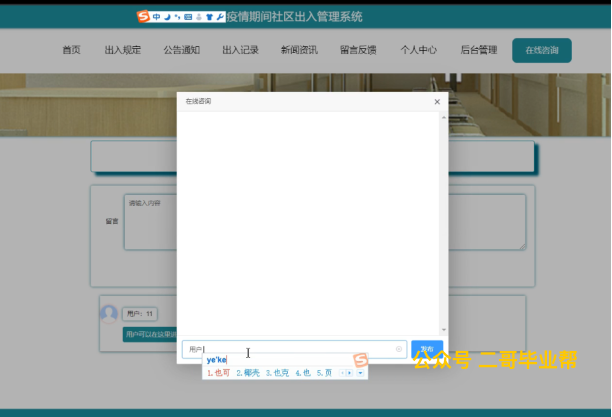 中
疫情期间社区出入管理系统
首页 出入规定 公告通知 出入记录 新闻资讯 留言反馈 个人中心 后台管理 在线咨询
在线咨询
请输入内容
留言
用户：11
用户可以在这里留
用户
发布
ye'ke
1.也可 2.椰壳 3.也克 4.也 5.页
公众号 二哥毕业帮